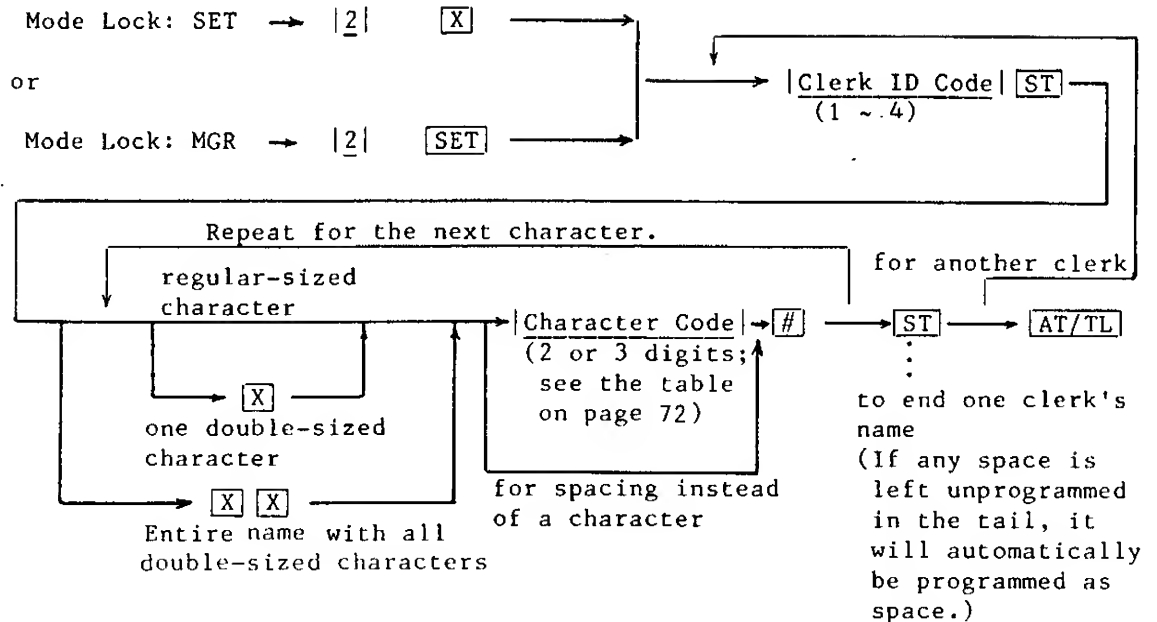 Mode Lock: SET → |2| X
or
Mode Lock: MGR → |2| SET
|Clerk ID Code| ST
(1 ~ 4)
Repeat for the next character.
for another clerk
regular-sized
character
|Character Code| → # → ST → AT/TL
(2 or 3 digits;
see the table
on page 72)
X
one double-sized
character
X X
Entire name with all
double-sized characters
for spacing instead
of a character
to end one clerk's
name
(If any space is
left unprogrammed
in the tail, it
will automatically
be programmed as
space.)